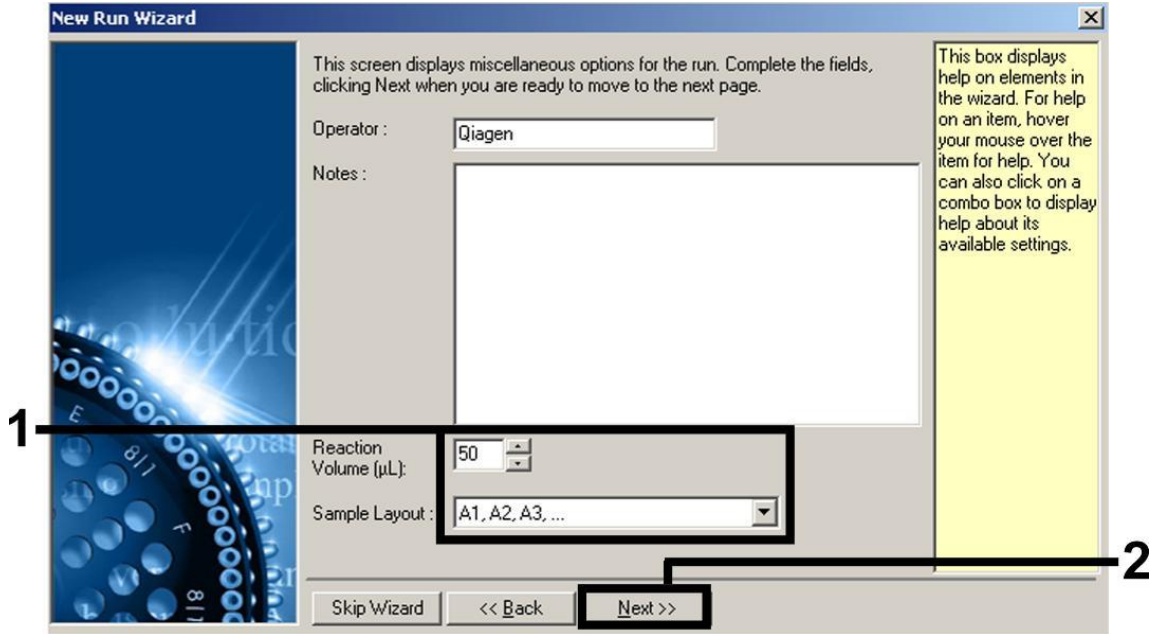 New Run Wizard
This screen displays miscellaneous options for the run. Complete the fields,
clicking Next when you are ready to move to the next page.
Operator :
Qiagen
Notes :
Reaction
Volume (µL):
50
Sample Layout :
A1, A2, A3, ...
Skip Wizard
<< Back
Next >>
This box displays
help on elements in
the wizard. For help
on an item, hover
your mouse over the
item for help. You
can also click on a
combo box to display
help about its
available settings.
1
2
E
8/1
F
8/1